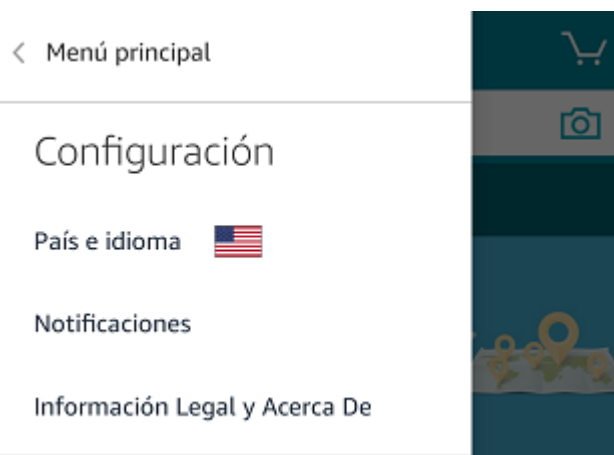 Menú principal
Configuración
País e idioma
Notificaciones
Información Legal y Acerca De